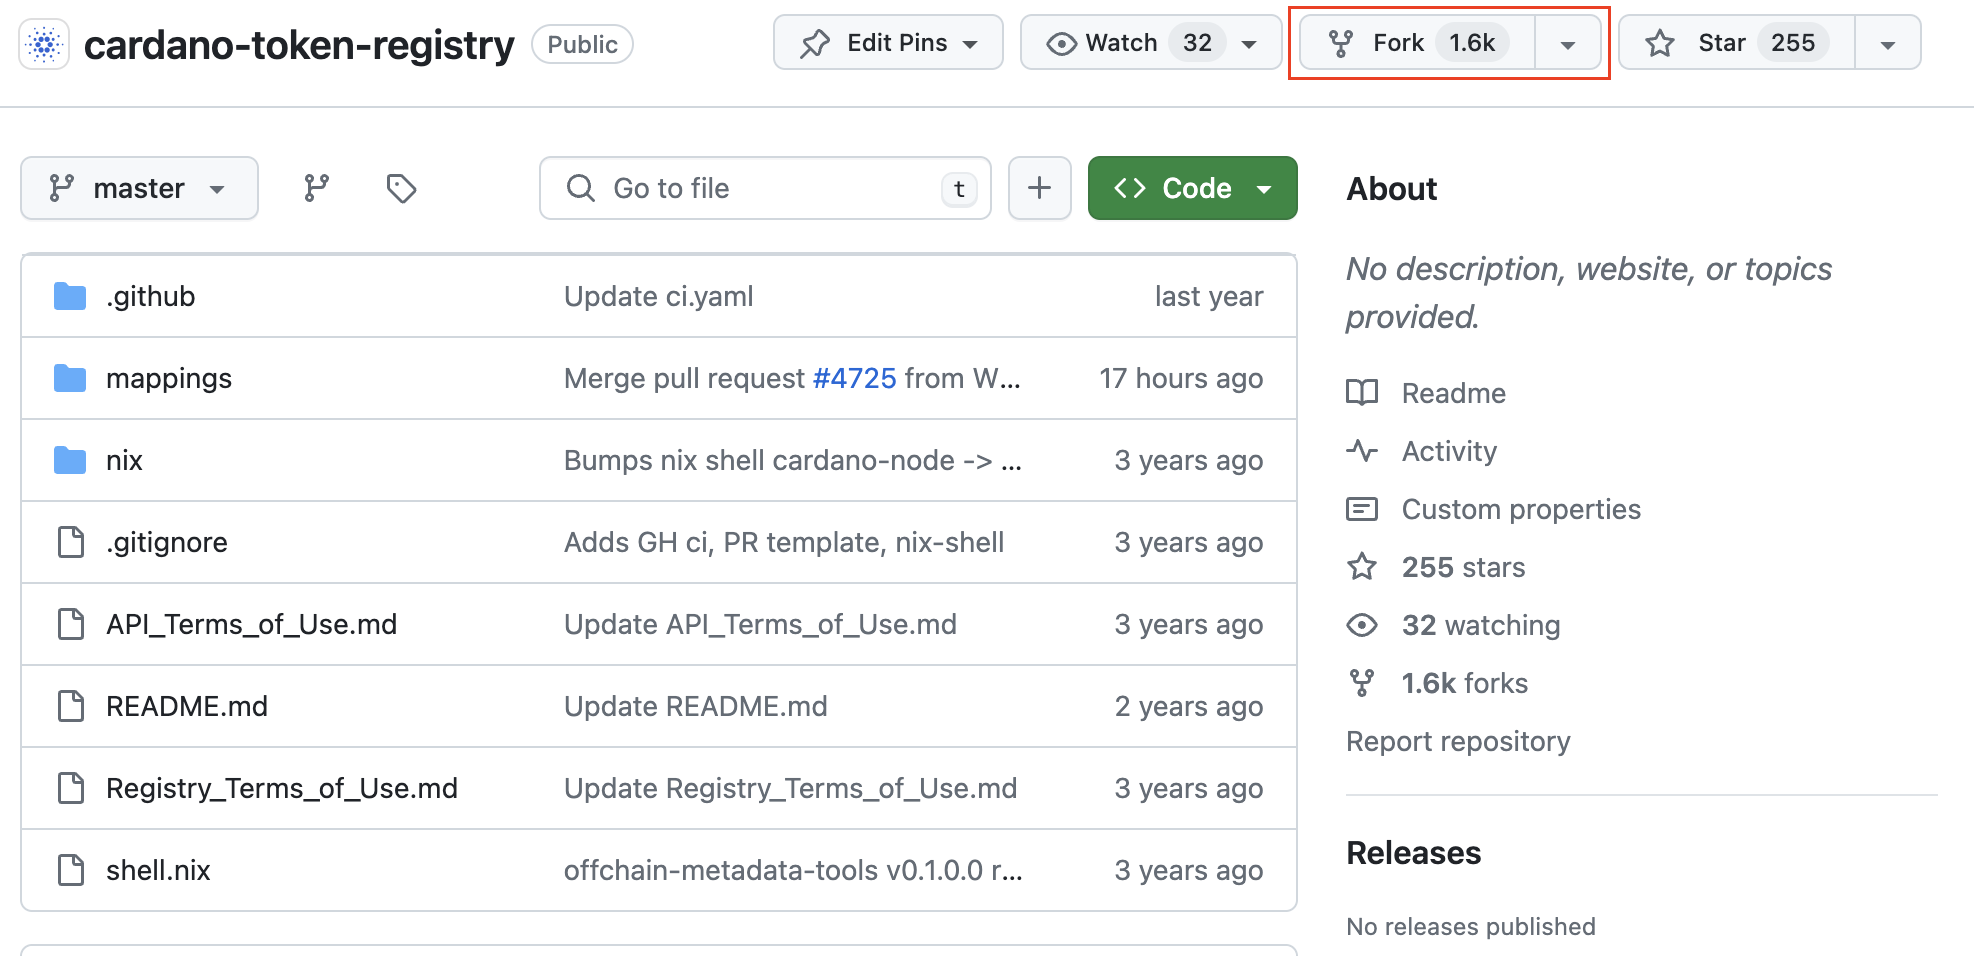 cardano-token-registry Public Edit Pins Watch 32 Fork 1.6k Star 255
master Go to file t Code
.github Update ci.yaml last year
mappings Merge pull request #4725 from W... 17 hours ago
nix Bumps nix shell cardano-node -> ... 3 years ago
.gitignore Adds GH ci, PR template, nix-shell 3 years ago
API_Terms_of_Use.md Update API_Terms_of_Use.md 3 years ago
README.md Update README.md 2 years ago
Registry_Terms_of_Use.md Update Registry_Terms_of_Use.md 3 years ago
shell.nix offchain-metadata-tools v0.1.0.0 r... 3 years ago
About
No description, website, or topics
provided.
Readme
Activity
Custom properties
255 stars
32 watching
1.6k forks
Report repository
Releases
No releases published